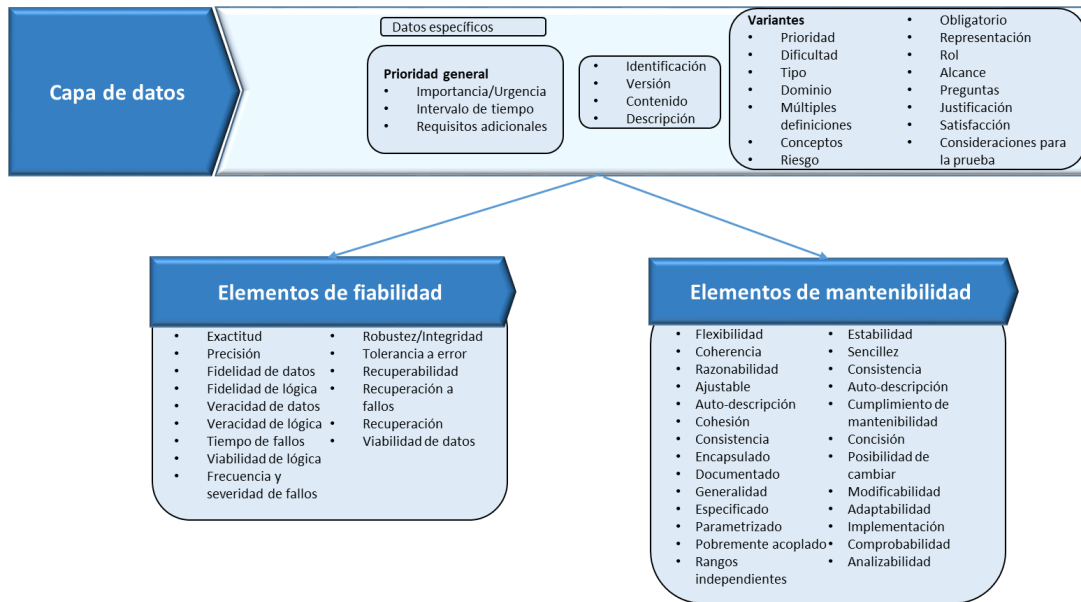 Capa de datos
Datos específicos
Prioridad general
• Importancia/Urgencia
• Intervalo de tiempo
• Requisitos adicionales
• Identificación
• Versión
• Contenido
• Descripción
Variantes
• Prioridad
• Dificultad
• Tipo
• Dominio
• Múltiples
definiciones
• Conceptos
• Riesgo
• Obligatorio
• Representación
• Rol
• Alcance
• Preguntas
• Justificación
• Satisfacción
• Consideraciones para
la prueba
Elementos de fiabilidad
• Exactitud
• Precisión
• Fidelidad de datos
• Fidelidad de lógica
• Veracidad de datos
• Veracidad de lógica
• Tiempo de fallos
• Viabilidad de lógica
• Frecuencia y
severidad de fallos
• Robustez/Integridad
• Tolerancia a error
• Recuperabilidad
• Recuperación a
fallos
• Recuperación
• Viabilidad de datos
Elementos de mantenibilidad
• Flexibilidad
• Coherencia
• Razonabilidad
• Ajustable
• Auto-descripción
• Cohesión
• Consistencia
• Encapsulado
• Documentado
• Generalidad
• Especificado
• Parametrizado
• Pobremente acoplado
• Rangos
independientes
• Estabilidad
• Sencillez
• Consistencia
• Auto-descripción
• Cumplimiento de
mantenibilidad
• Concisión
• Posibilidad de
cambiar
• Modificabilidad
• Adaptabilidad
• Implementación
• Comprobabilidad
• Analizabilidad